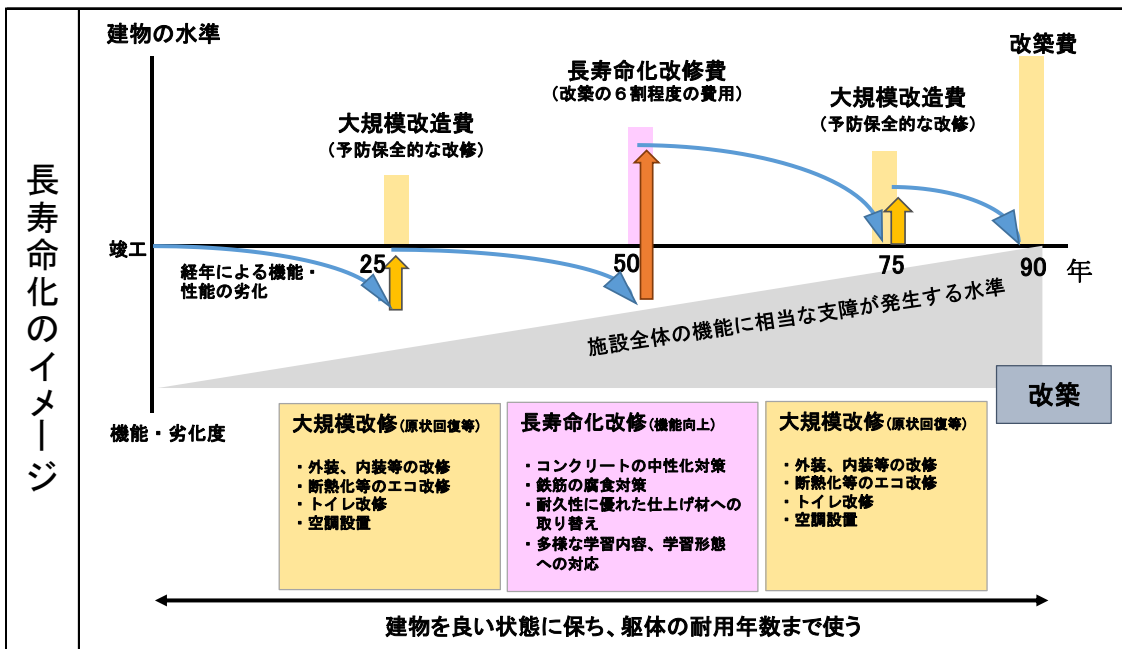 長寿命化のイメージ
建物の水準
改築費
長寿命化改修費
(改築の6割程度の費用)
大規模改造費
(予防保全的な改修)
大規模改造費
(予防保全的な改修)
竣工
25
50
75
90
年
経年による機能・
性能の劣化
施設全体の機能に相当な支障が発生する水準
改築
機能・劣化度
大規模改修(原状回復等)
・外装、内装等の改修
・断熱化等のエコ改修
・トイレ改修
・空調設置
長寿命化改修(機能向上)
・コンクリートの中性化対策
・鉄筋の腐食対策
・耐久性に優れた仕上げ材への
取り替え
・多様な学習内容、学習形態
への対応
大規模改修(原状回復等)
・外装、内装等の改修
・断熱化等のエコ改修
・トイレ改修
・空調設置
建物を良い状態に保ち、躯体の耐用年数まで使う